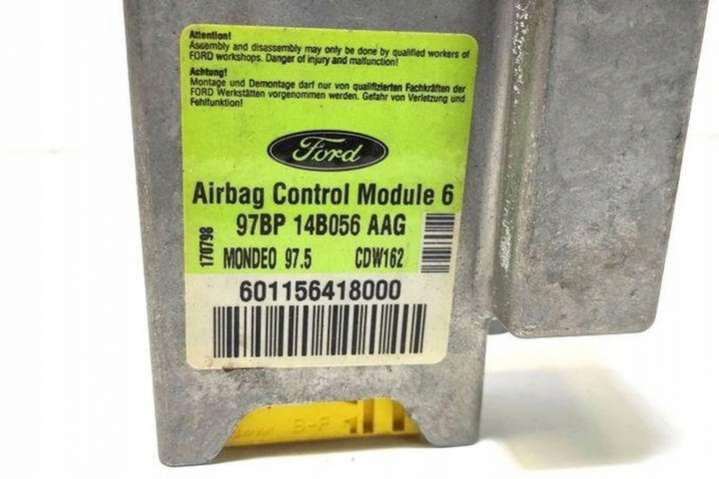 Attention!
Assembly and disassembly may only be done by qualified workers of
FORD workshops. Danger of injury and malfunction!
Achtung!
Montage und Demontage darf nur von qualifizierten Fachkräften der
FORD Werkstätten vorgenommen werden. Gefahr von Verletzung und
Fehlfunktion!
Ford
Airbag Control Module 6
97BP 14B056 AAG
170798
MONDEO 97.5 CDW162
601156418000
B-P